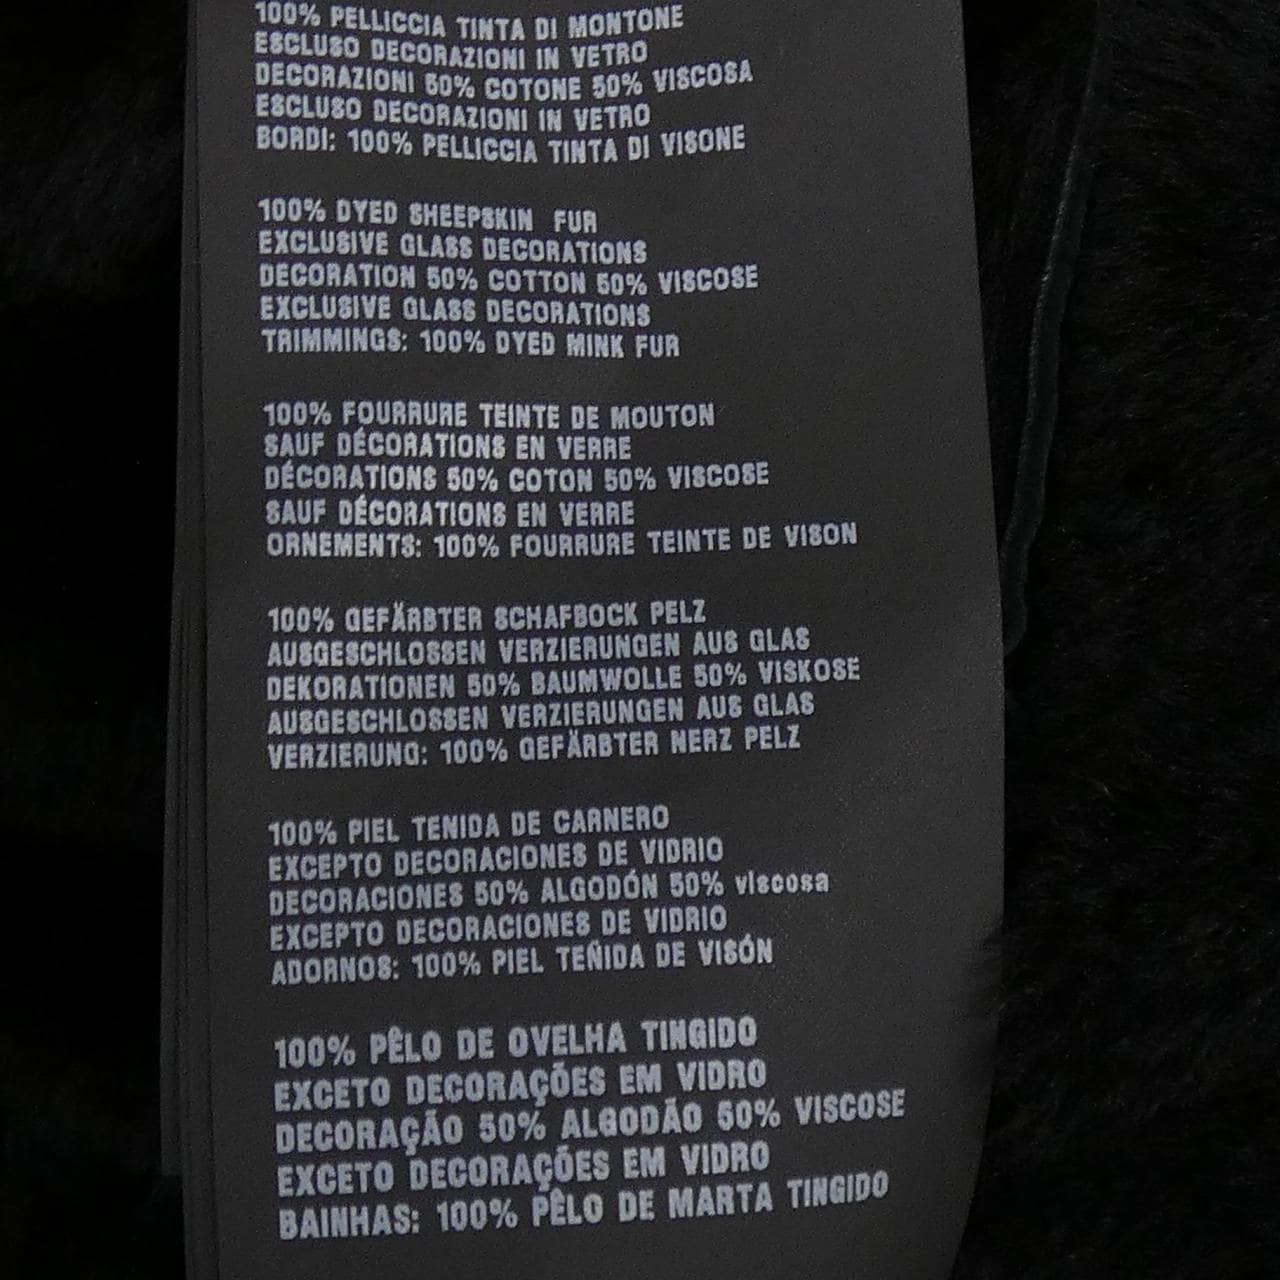 100% PELLICCIA TINTA DI MONTONE
ESCLUSO DECORAZIONI IN VETRO
DECORAZIONI 50% COTONE 50% VISCOSA
ESCLUSO DECORAZIONI IN VETRO
BORDI: 100% PELLICCIA TINTA DI VISONE
100% DYED SHEEPSKIN FUR
EXCLUSIVE GLASS DECORATIONS
DECORATION 50% COTTON 50% VISCOSE
EXCLUSIVE GLASS DECORATIONS
TRIMMINGS: 100% DYED MINK FUR
100% FOURRURE TEINTE DE MOUTON
SAUF DÉCORATIONS EN VERRE
DÉCORATIONS 50% COTON 50% VISCOSE
SAUF DÉCORATIONS EN VERRE
ORNEMENTS: 100% FOURRURE TEINTE DE VISON
100% GEFÄRBTER SCHAFBOCK PELZ
AUSGESCHLOSSEN VERZIERUNGEN AUS GLAS
DEKORATIONEN 50% BAUMWOLLE 50% VISKOSE
AUSGESCHLOSSEN VERZIERUNGEN AUS GLAS
VERZIERUNG: 100% GEFÄRBTER NERZ PELZ
100% PIEL TENIDA DE CARNERO
EXCEPTO DECORACIONES DE VIDRIO
DECORACIONES 50% ALGODÓN 50% viscosa
EXCEPTO DECORACIONES DE VIDRIO
ADORNOS: 100% PIEL TEÑIDA DE VISÓN
100% PÊLO DE OVELHA TINGIDO
EXCETO DECORAÇÕES EM VIDRO
DECORAÇÃO 50% ALGODÃO 50% VISCOSE
EXCETO DECORAÇÕES EM VIDRO
BAINHAS: 100% PÊLO DE MARTA TINGIDO